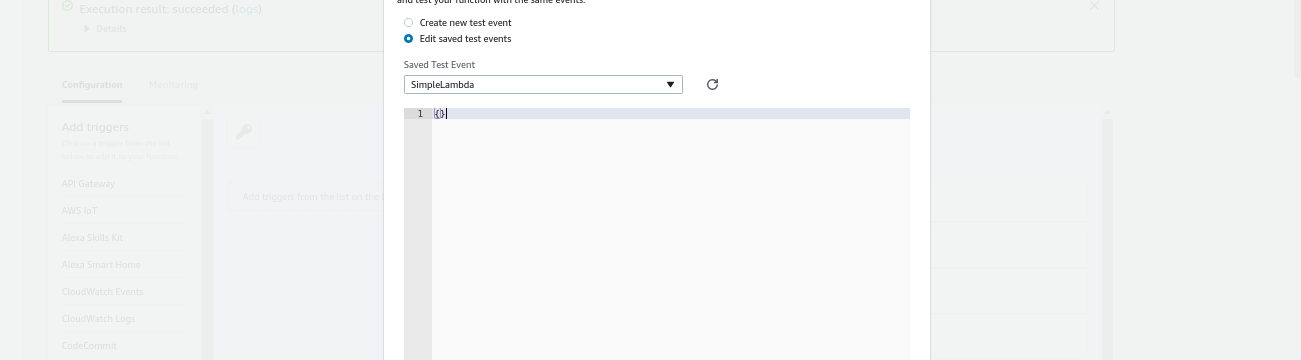 and test your function with the same events.
Execution result: succeeded (logs)
Details
Create new test event
Edit saved test events
Saved Test Event
SimpleLambda
1 {}
Configuration
Monitoring
Add triggers
API Gateway
AWS IoT
Alexa Skills Kit
Alexa Smart Home
CloudWatch Events
CloudWatch Logs
CodeCommit
Add triggers from the list on the